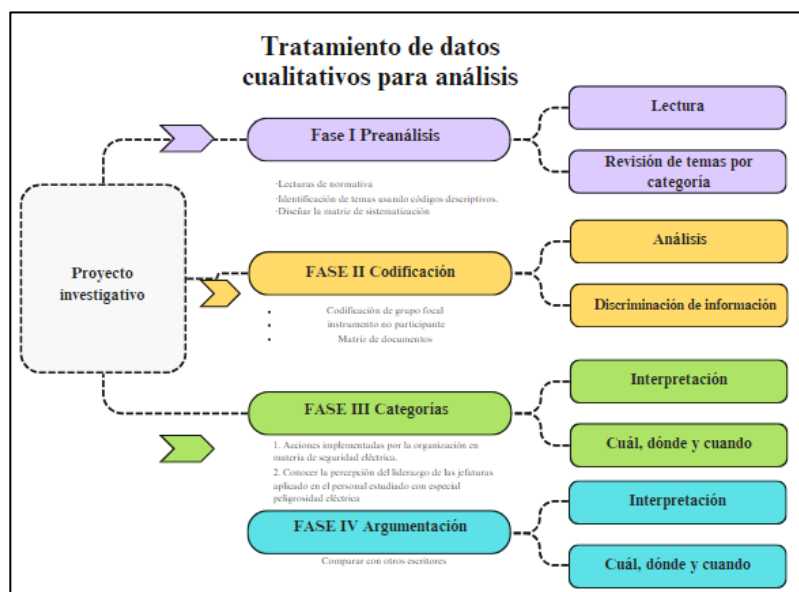 Tratamiento de datos
cualitativos para análisis
Proyecto
investigativo
Fase I Preanálisis
·Lecturas de normativa
·Identificación de temas usando códigos descriptivos.
·Diseñar la matriz de sistematización
Lectura
Revisión de temas por
categoría
FASE II Codificación
• Codificación de grupo focal
• instrumento no participante
• Matriz de documentos
Análisis
Discriminación de información
FASE III Categorías
1. Acciones implementadas por la organización en
materia de seguridad eléctrica.
2. Conocer la percepción del liderazgo de las jefaturas
aplicado en el personal estudiado con especial
peligrosidad eléctrica
Interpretación
Cuál, dónde y cuando
FASE IV Argumentación
Comparar con otros escritores
Interpretación
Cuál, dónde y cuando